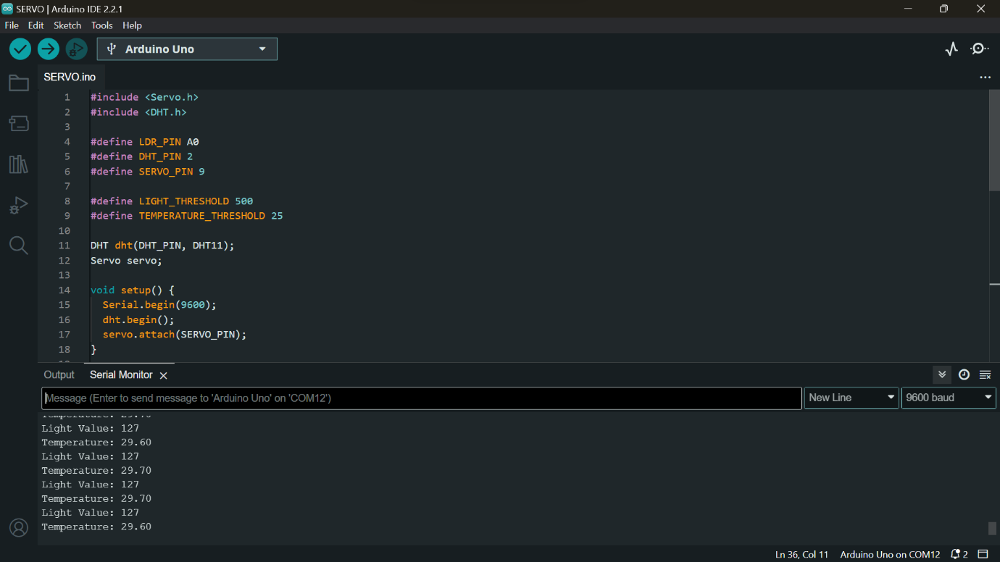 SERVO | Arduino IDE 2.2.1
File Edit Sketch Tools Help
Arduino Uno
SERVO.ino
1 #include <Servo.h>
2 #include <DHT.h>
3
4 #define LDR_PIN A0
5 #define DHT_PIN 2
6 #define SERVO_PIN 9
7
8 #define LIGHT_THRESHOLD 500
9 #define TEMPERATURE_THRESHOLD 25
10
11 DHT dht(DHT_PIN, DHT11);
12 Servo servo;
13
14 void setup() {
15 Serial.begin(9600);
16 dht.begin();
17 servo.attach(SERVO_PIN);
18 }
Output Serial Monitor
Message (Enter to send message to 'Arduino Uno' on 'COM12') New Line 9600 baud
Light Value: 127
Temperature: 29.60
Light Value: 127
Temperature: 29.70
Light Value: 127
Temperature: 29.70
Light Value: 127
Temperature: 29.60
Ln 36, Col 11 Arduino Uno on COM12 2